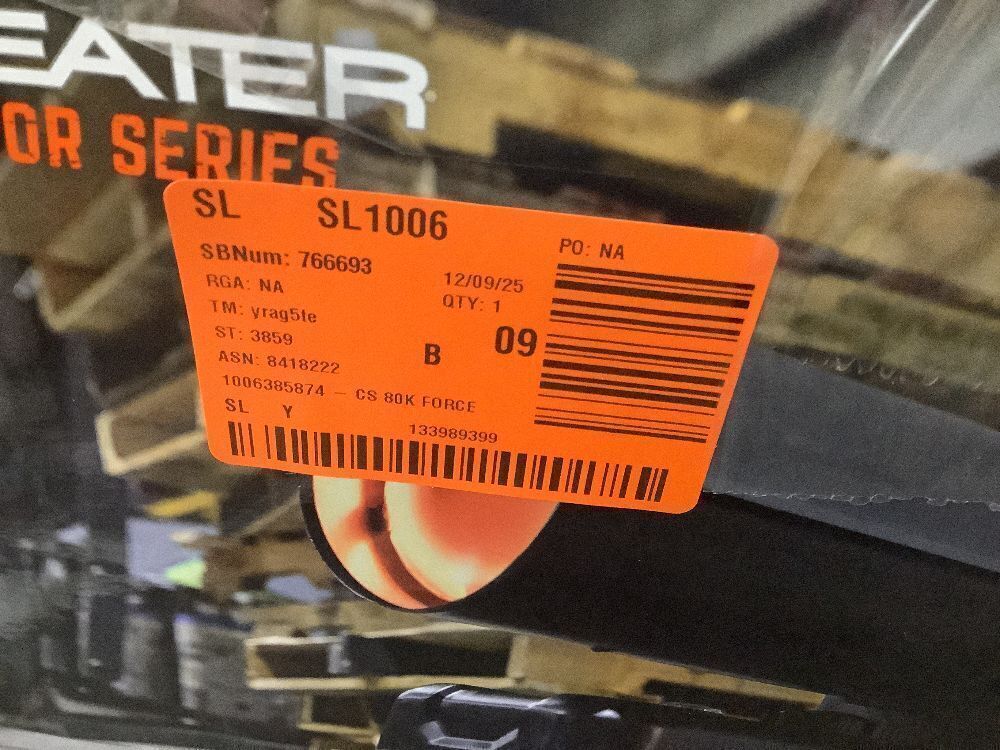 EATER
OR SERIES
SL SL1006
PO: NA
SBNum: 766693
RGA: NA 12/09/25
TM: yrag5te QTY: 1
ST: 3859 B 09
ASN: 8418222
1006385874 - CS 80K FORCE
SL Y 133989399